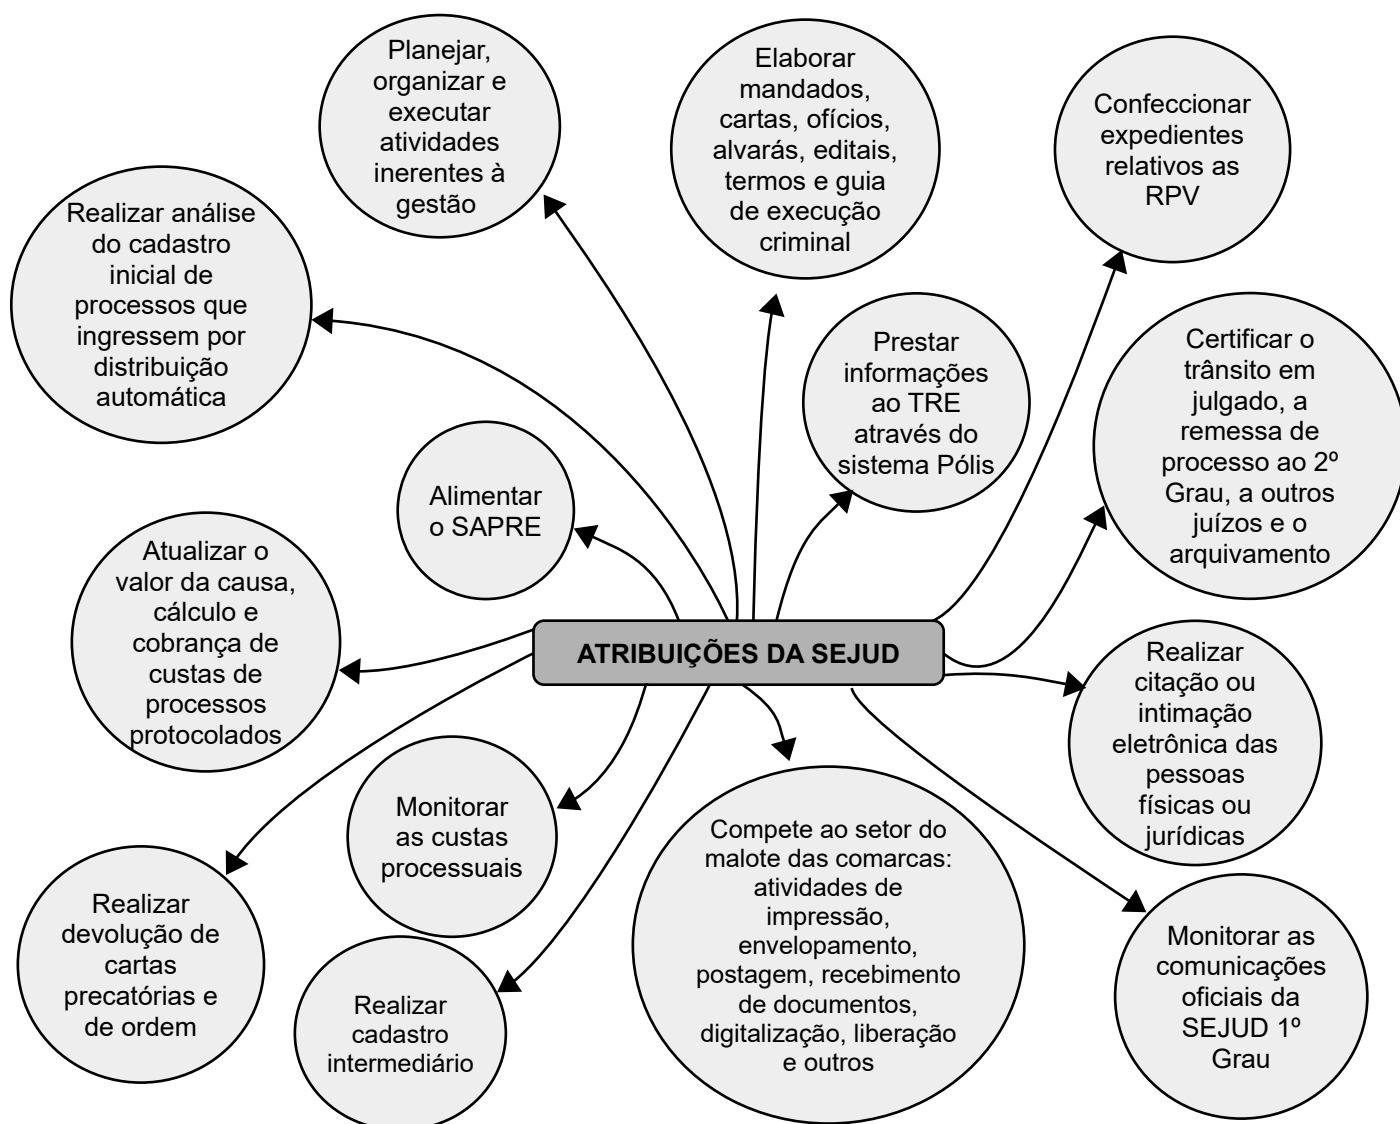 Planejar,
organizar e
executar
atividades
inerentes à
gestão
Elaborar
mandados,
cartas, ofícios,
alvarás, editais,
termos e guia
de execução
criminal
Confeccionar
expedientes
relativos as
RPV
Realizar análise
do cadastro
inicial de
processos que
ingressem por
distribuição
automática
Prestar
informações
ao TRE
através do
sistema Pólis
Certificar o
trânsito em
julgado, a
remessa de
processo ao 2º
Grau, a outros
juízos e o
arquivamento
Alimentar
o SAPRE
Atualizar o
valor da causa,
cálculo e
cobrança de
custas de
processos
protocolados
ATRIBUIÇÕES DA SEJUD
Realizar
citação ou
intimação
eletrônica das
pessoas
físicas ou
jurídicas
Monitorar
as custas
processuais
Compete ao setor do
malote das comarcas:
atividades de
impressão,
envelopamento,
postagem, recebimento
de documentos,
digitalização, liberação
e outros
Realizar
devolução de
cartas
precatórias e
de ordem
Realizar
cadastro
intermediário
Monitorar as
comunicações
oficiais da
SEJUD 1º
Grau